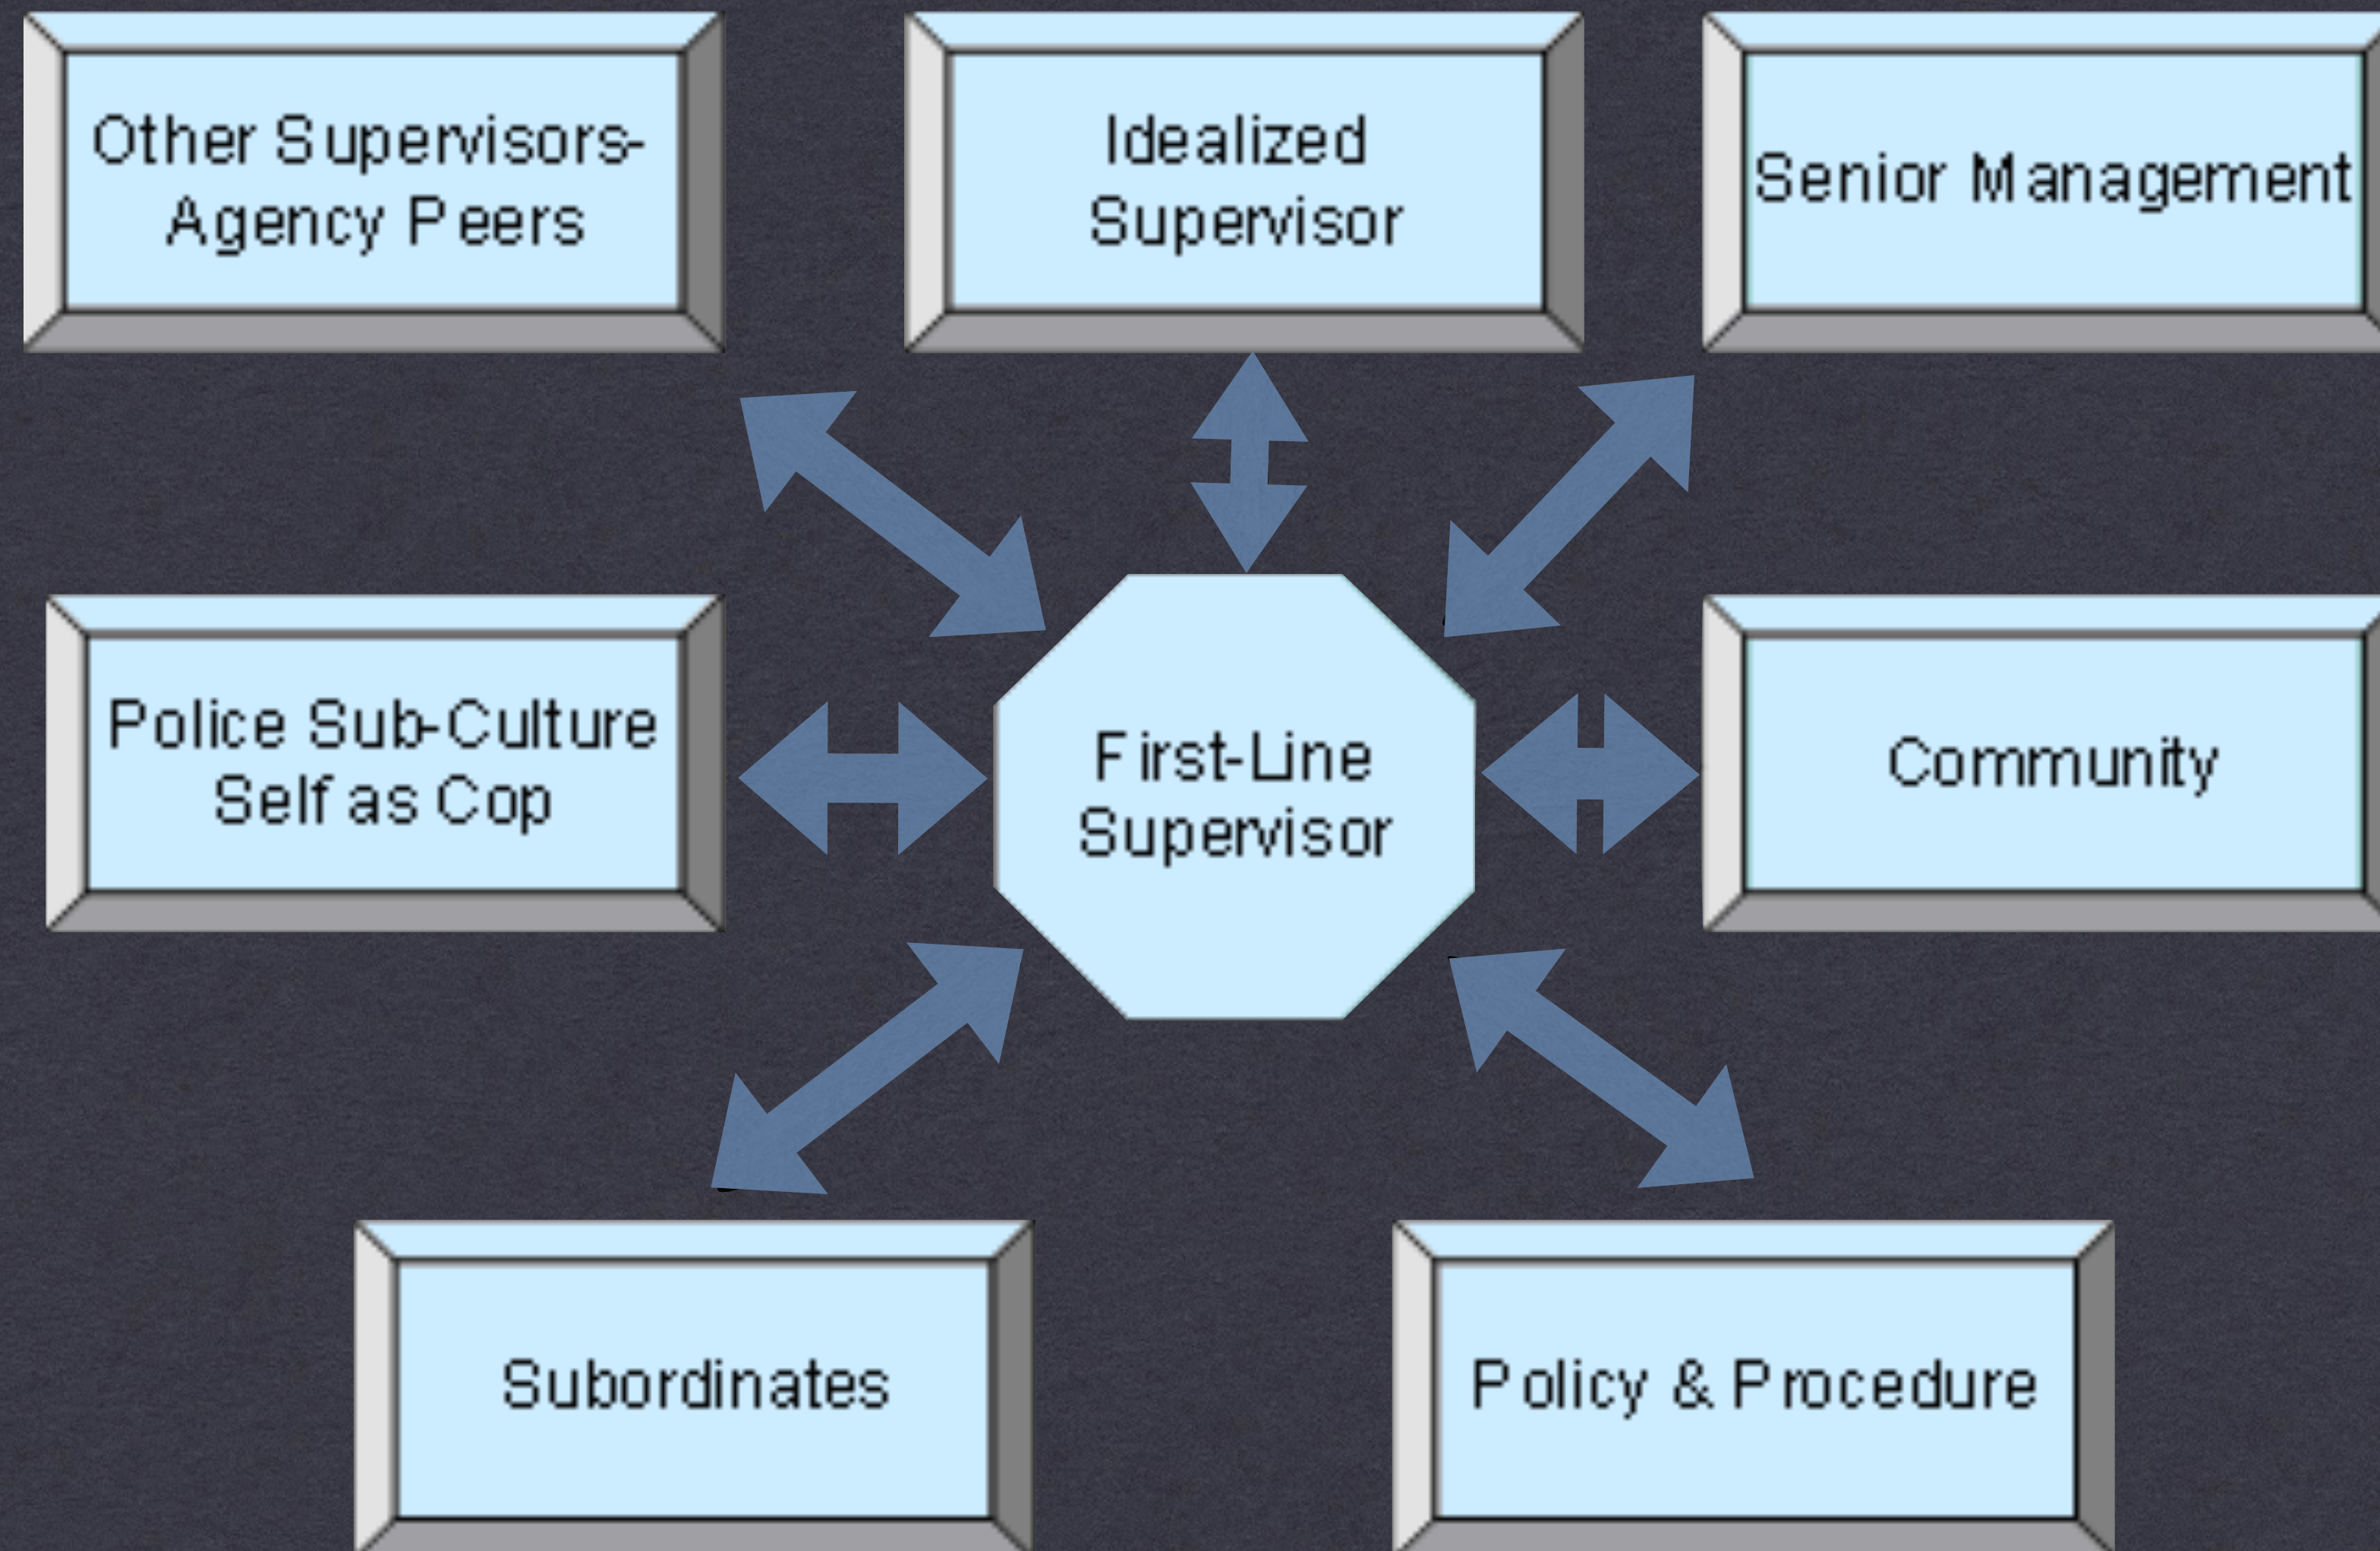 Other Supervisors-
Agency Peers
Idealized
Supervisor
Senior Management
Police Sub-Culture
Self as Cop
First-Line
Supervisor
Community
Subordinates
Policy & Procedure